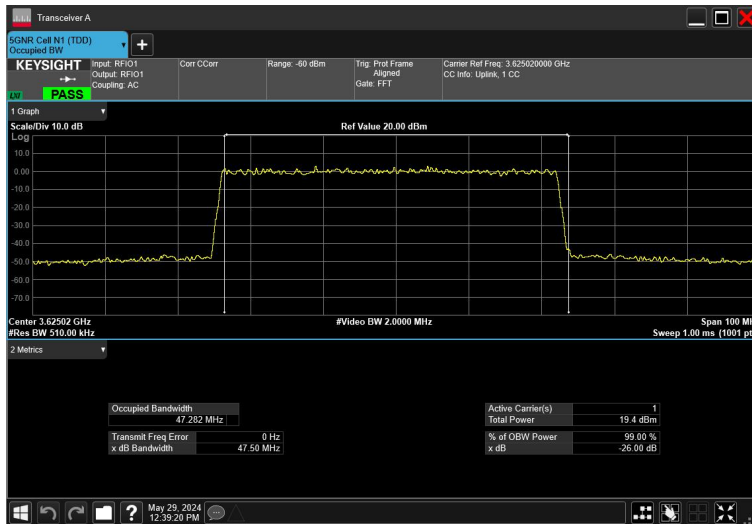 Transceiver A
5GNR Cell N1 (TDD)
Occupied BW
KEYSIGHT
LXI
PASS
Input: RFIO1
Output: RFIO1
Coupling: AC
Corr CCorr
Range: -60 dBm
Trig: Prot Frame
Aligned
Gate: FFT
Carrier Ref Freq: 3.625020000 GHz
CC Info: Uplink, 1 CC
1 Graph
Scale/Div 10.0 dB
Ref Value 20.00 dBm
Log
10.0
0.00
-10.0
-20.0
-30.0
-40.0
-50.0
-60.0
-70.0
Center 3.62502 GHz
#Video BW 2.0000 MHz
Span 100 M
#Res BW 510.00 kHz
Sweep 1.00 ms (1001 pt
2 Metrics
Occupied Bandwidth
47.282 MHz
Transmit Freq Error 0 Hz
x dB Bandwidth 47.50 MHz
Active Carrier(s) 1
Total Power 19.4 dBm
% of OBW Power 99.00 %
x dB -26.00 dB
?
May 29, 2024
12:39:20 PM